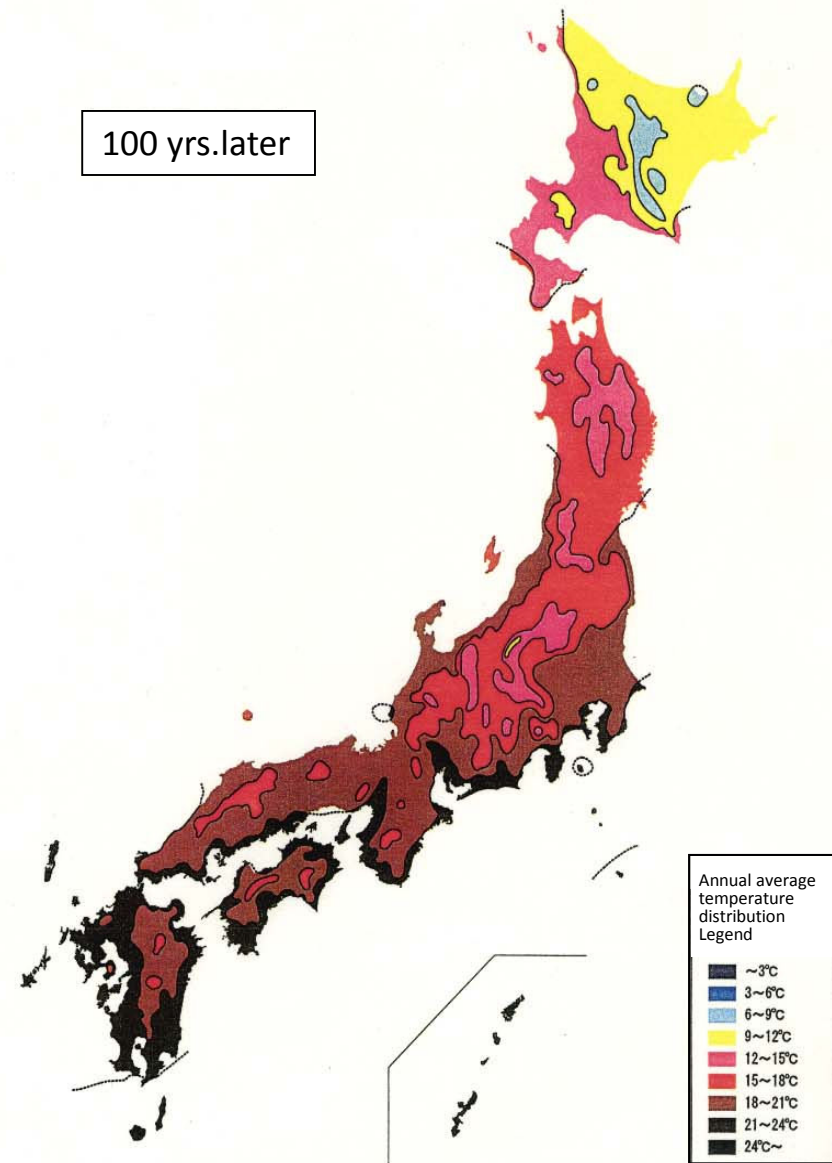 100 yrs.later
Annual average
temperature
distribution
Legend
～3℃
3～6℃
6～9℃
9～12℃
12～15℃
15～18℃
18～21℃
21～24℃
24℃～